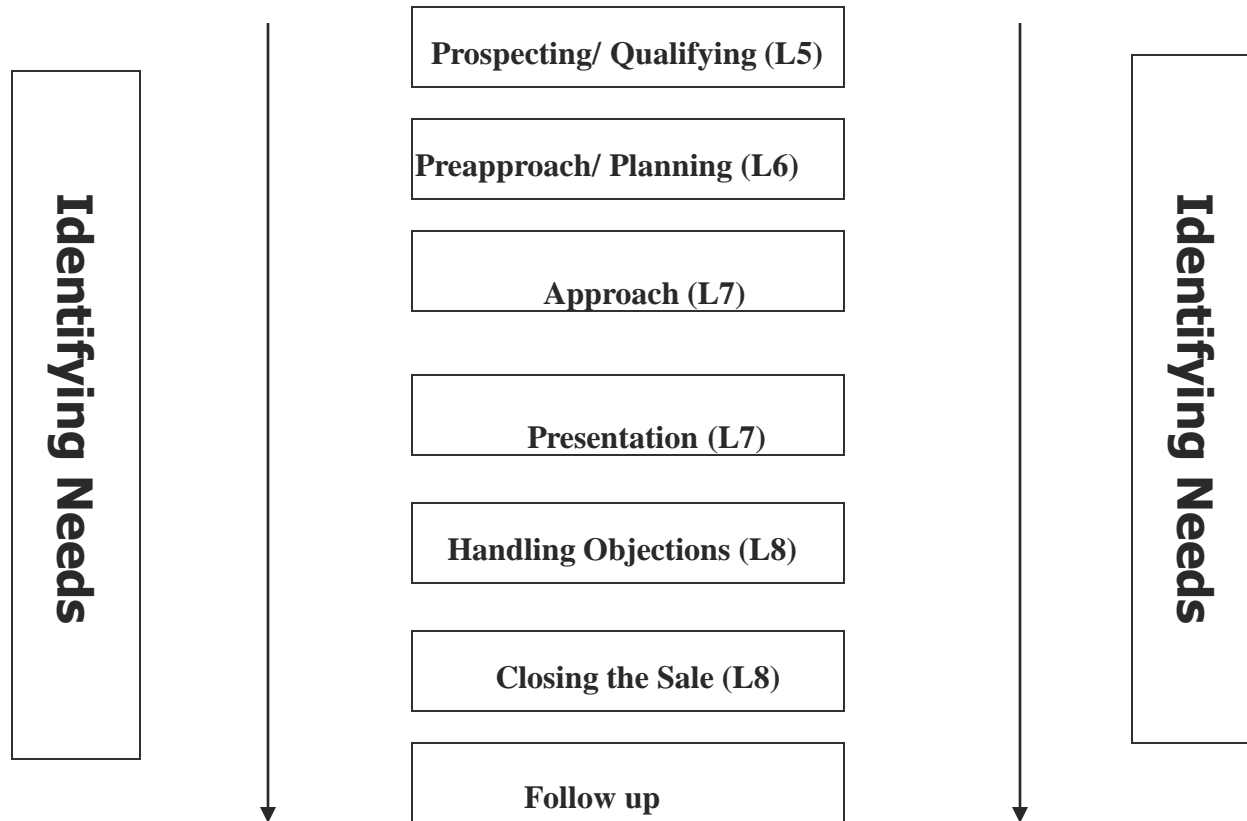 Identifying Needs
Prospecting/ Qualifying (L5)
Preapproach/ Planning (L6)
Approach (L7)
Presentation (L7)
Handling Objections (L8)
Closing the Sale (L8)
Follow up
Identifying Needs